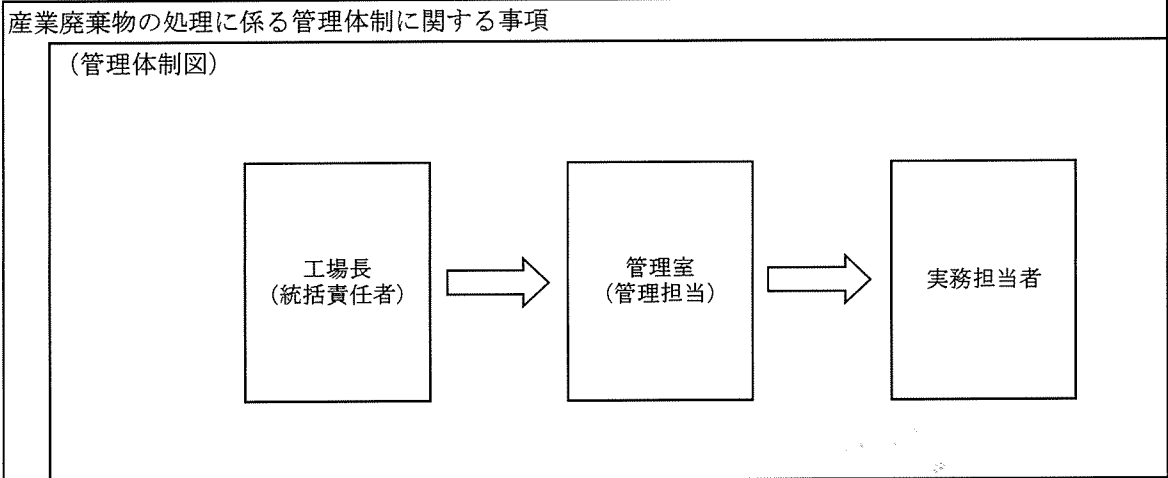 産業廃棄物の処理に係る管理体制に関する事項
（管理体制図）
工場長
（統括責任者）
管理室
（管理担当）
実務担当者